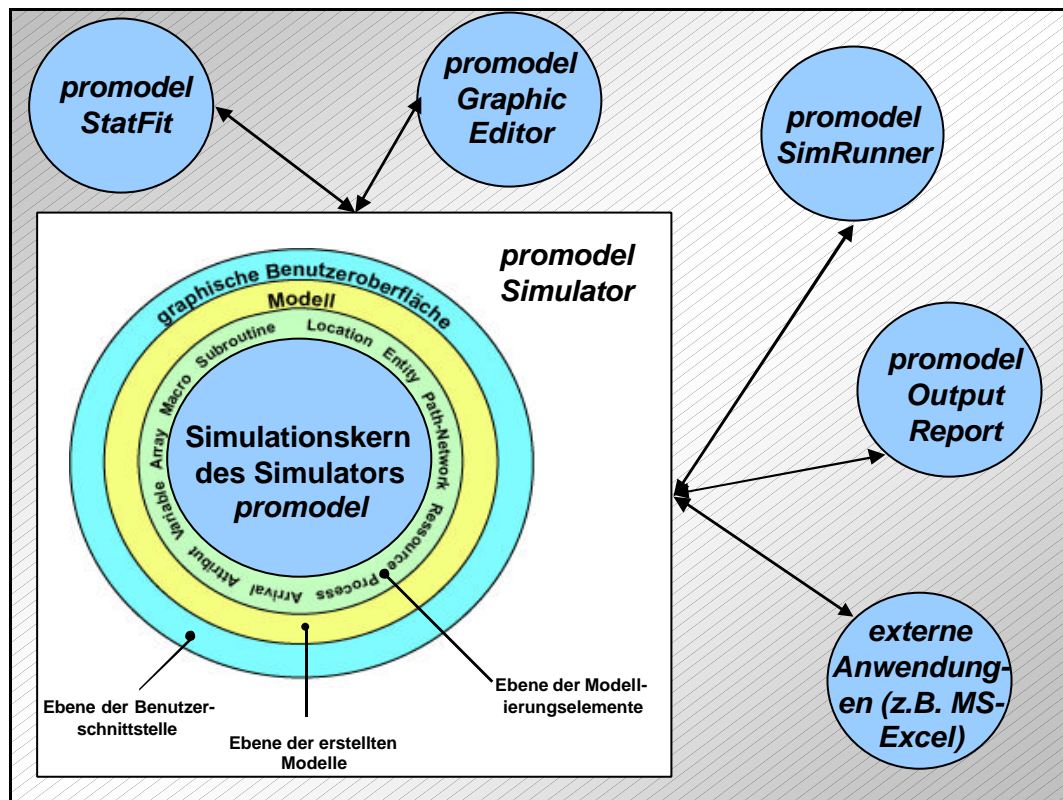 promodel
StatFit
promodel
Graphic
Editor
promodel
SimRunner
promodel
Simulator
graphische Benutzeroberfläche
Modell
Location Entity Path-Network Ressource Process Arrival Attribut Variable Array Macro Subroutine
Simulationskern
des Simulators
promodel
promodel
Output
Report
externe
Anwendung-
en (z.B. MS-
Excel)
Ebene der Benutzer-
schnittstelle
Ebene der erstellten
Modelle
Ebene der Modell-
ierungselemente